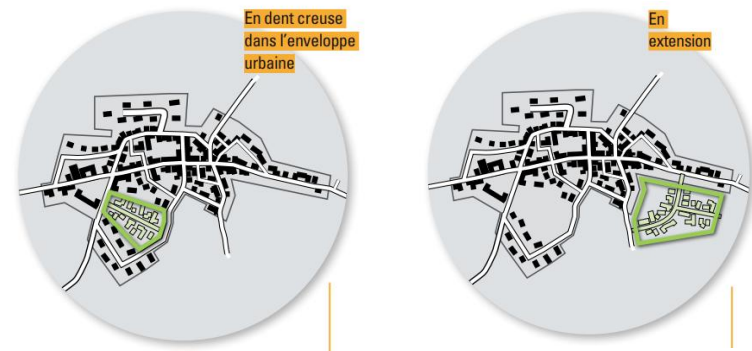 En dent creuse
dans l'enveloppe
urbaine
En
extension